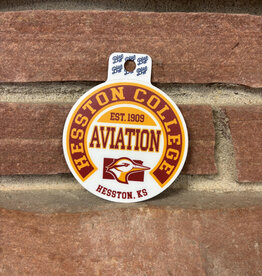 HESSTON COLLEGE
EST. 1909
AVIATION
HESSTON, KS